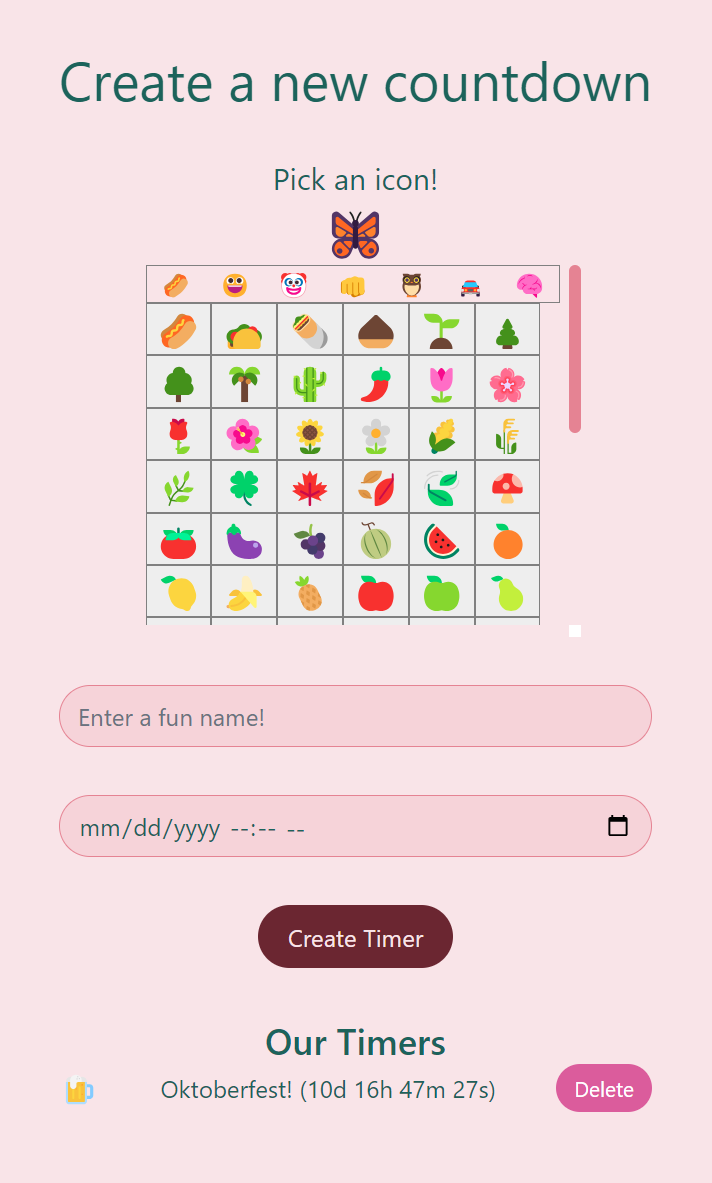 Create a new countdown
Pick an icon!
Enter a fun name!
mm/dd/yyyy --:-- --
Create Timer
Our Timers
Oktoberfest! (10d 16h 47m 27s)
Delete